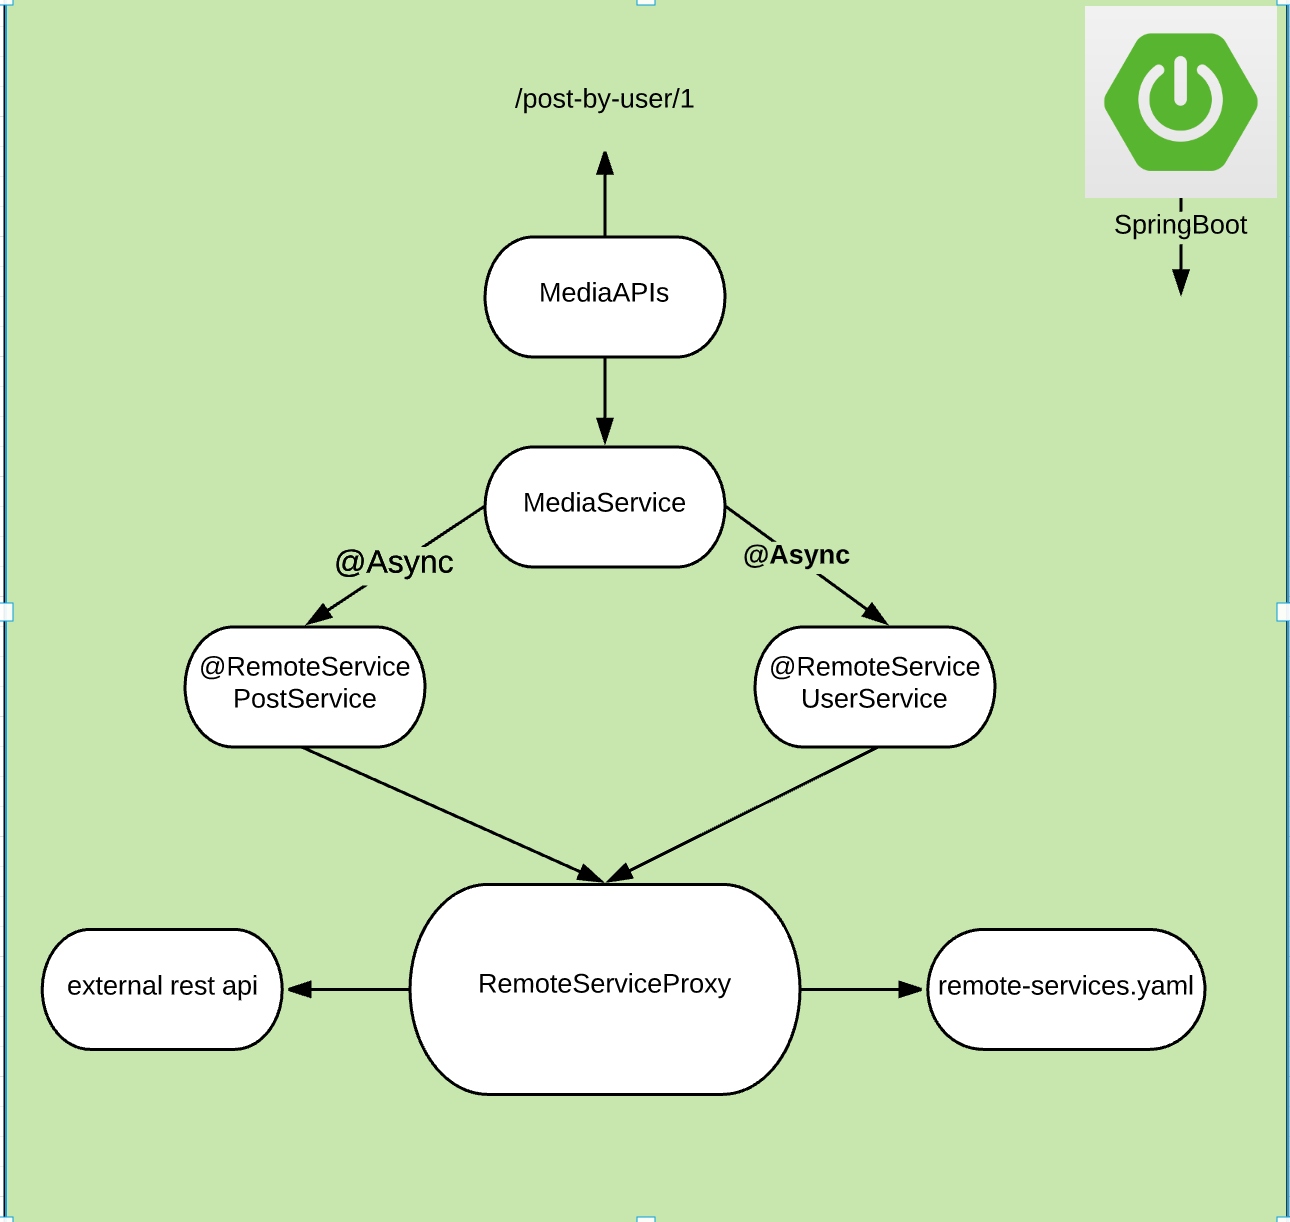 /post-by-user/1
SpringBoot
MediaAPIs
MediaService
@Async
@Async
@RemoteService
PostService
@RemoteService
UserService
external rest api
RemoteServiceProxy
remote-services.yaml